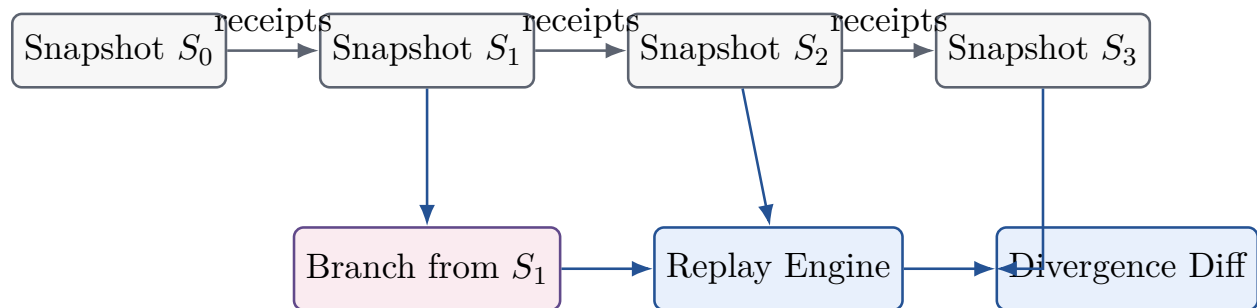 receipts receipts receipts
Snapshot S₀ Snapshot S₁ Snapshot S₂ Snapshot S₃
Branch from S₁ Replay Engine Divergence Diff